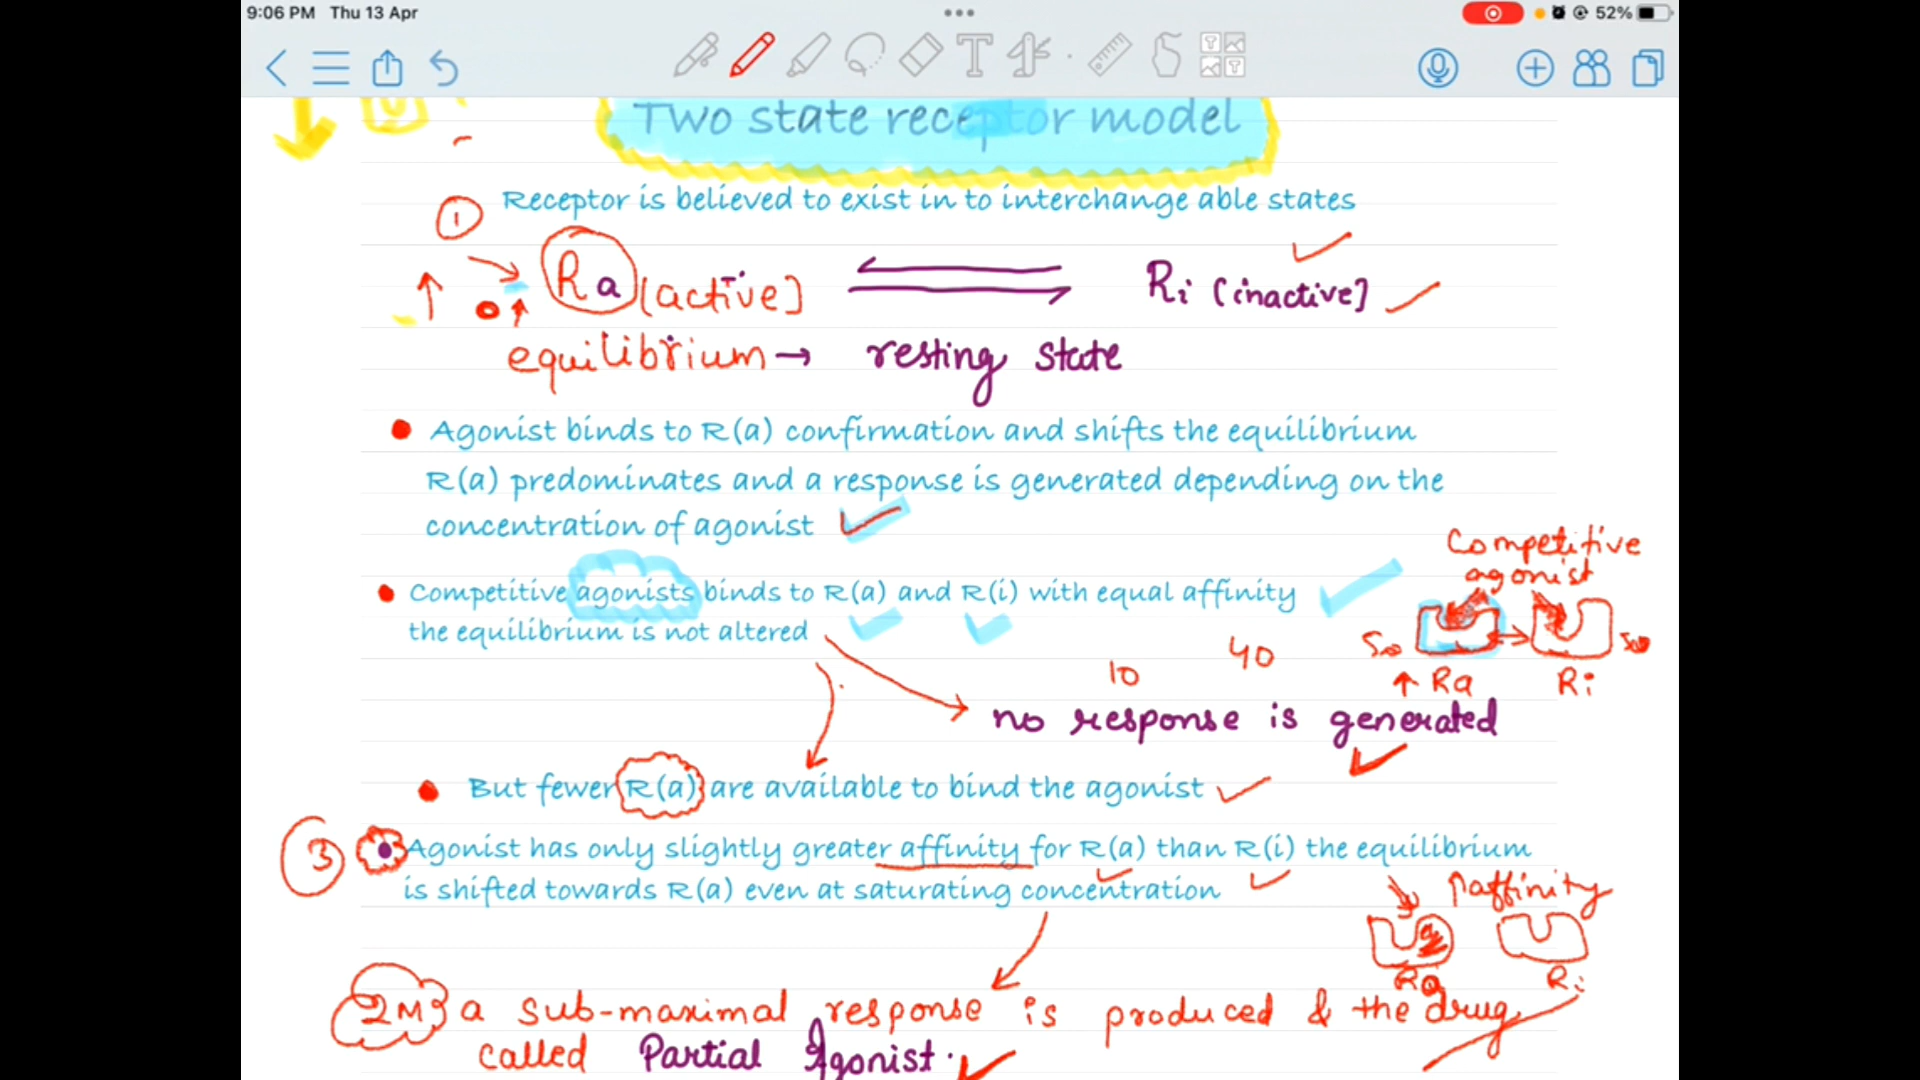 9:06 PM Thu 13 Apr
52%
Two state receptor model
1 Receptor is believed to exist in to interchange able states
Ra (active] Ri [inactive]
equilibrium → resting state
Agonist binds to R(a) confirmation and shifts the equilibrium
R(a) predominates and a response is generated depending on the
concentration of agonist
Competitive
agonist
Competitive agonists binds to R(a) and R(i) with equal affinity
the equilibrium is not altered
10 40
↑ Ra Ri
no response is generated
But fewer R(a) are available to bind the agonist
3 Agonist has only slightly greater affinity for R(a) than R(i) the equilibrium
is shifted towards R(a) even at saturating concentration
↑affinity
Ra Ri
2M3 a sub-maximal response is produced & the drug
called Partial Agonist.